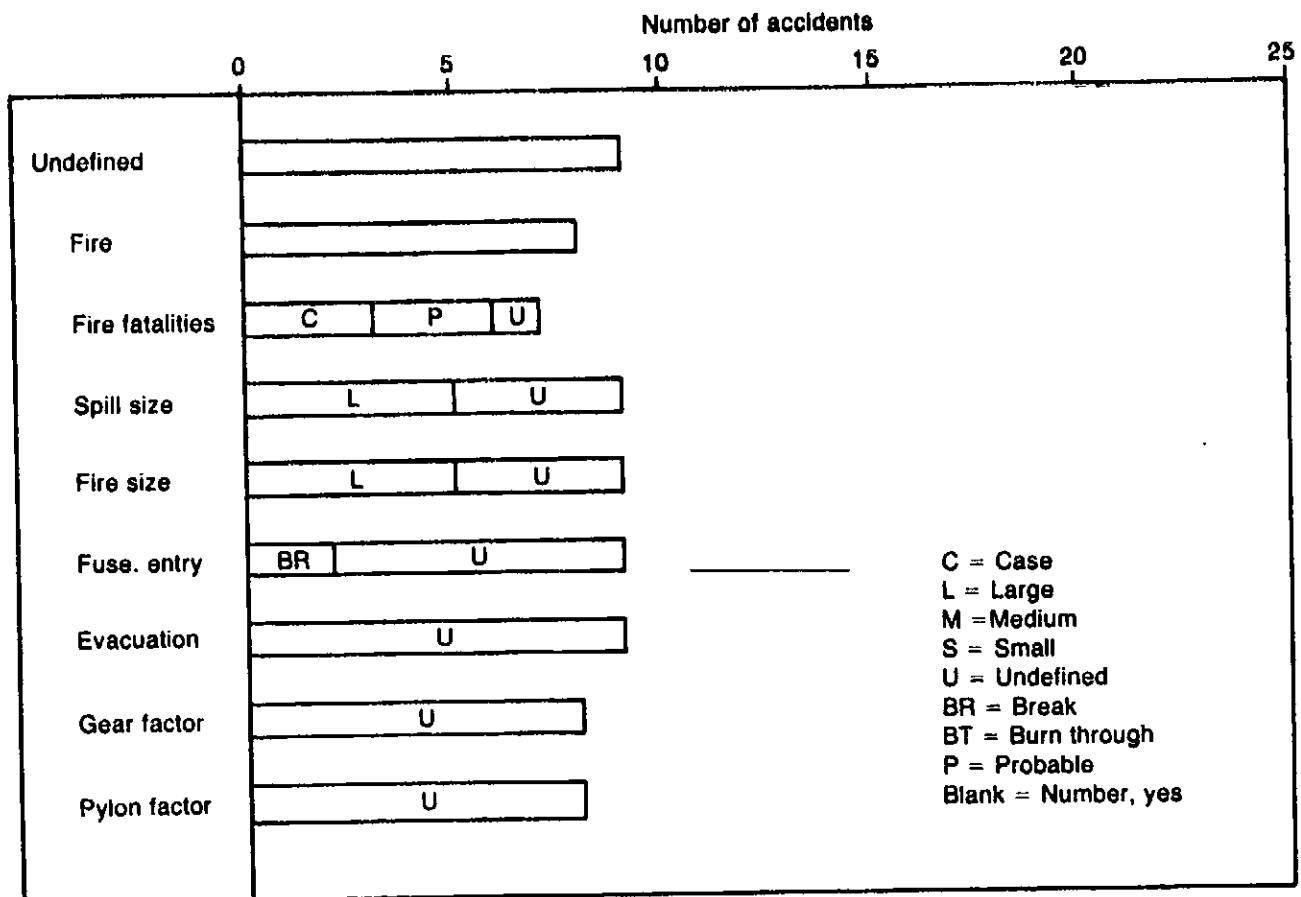 Number of accidents
0 5 10 15 20 25
Undefined
Fire
Fire fatalities C P U
Spill size L U
Fire size L U
Fuse. entry BR U
Evacuation U
Gear factor U
Pylon factor U
C = Case
L = Large
M = Medium
S = Small
U = Undefined
BR = Break
BT = Burn through
P = Probable
Blank = Number, yes